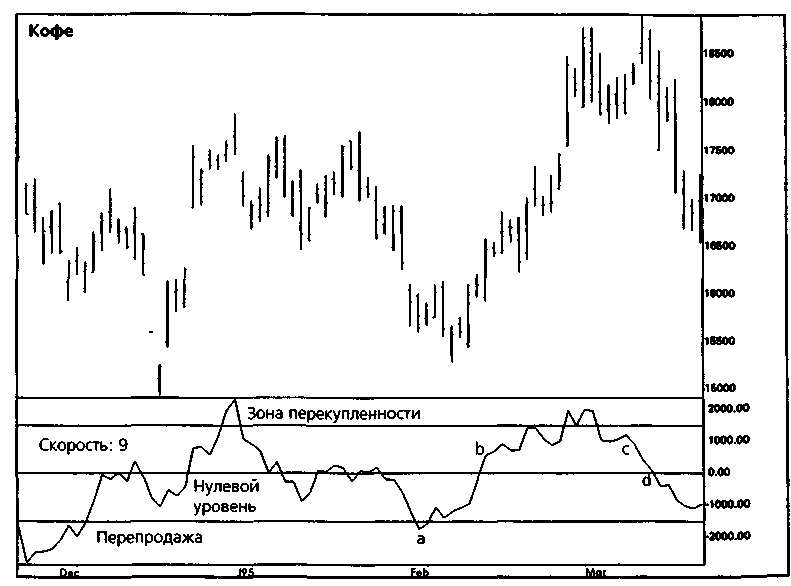 Кофе
18500
18000
17500
17000
16500
16000
15500
15000
2000.00
Зона перекупленности
Скорость: 9
1000.00
b
c
0.00
d
Нулевой
уровень
-1000.00
Перепродажа
a
-2000.00
Dec
J95
Feb
Mar